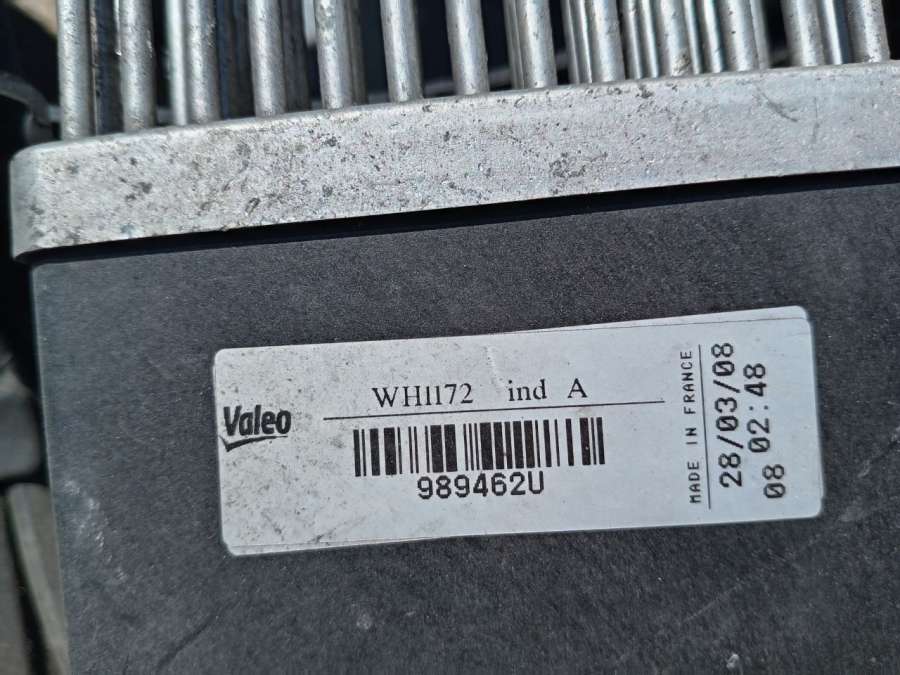 WH1172 ind A
Valeo
989462U
MADE IN FRANCE
28/03/08
08 02:48